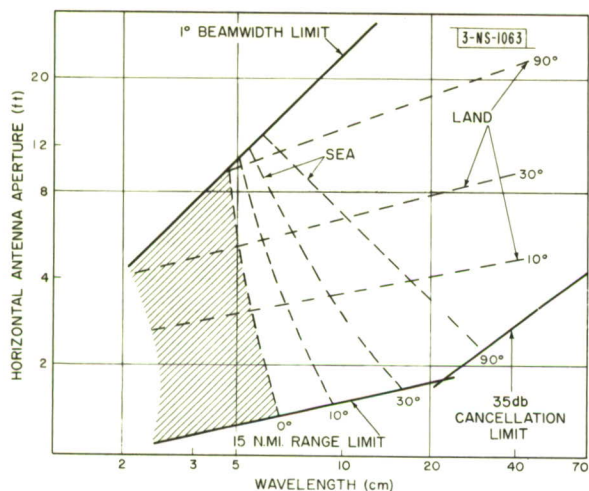 1° BEAMWIDTH LIMIT
3-NS-1063
20
90°
LAND
12
SEA
8
30°
4
10°
2
90°
0°
10°
30°
35db
CANCELLATION
LIMIT
15 N.MI. RANGE LIMIT
2
3
5
10
20
40
70
WAVELENGTH (cm)
HORIZONTAL ANTENNA APERTURE (ft)